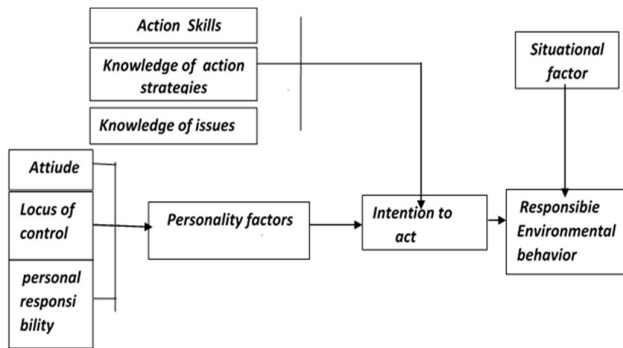 Action Skills
Knowledge of action
strategies
Knowledge of issues
Situational
factor
Attiude
Locus of
control
personal
responsi
bility
Personality factors
Intention to
act
Responsibie
Environmental
behavior